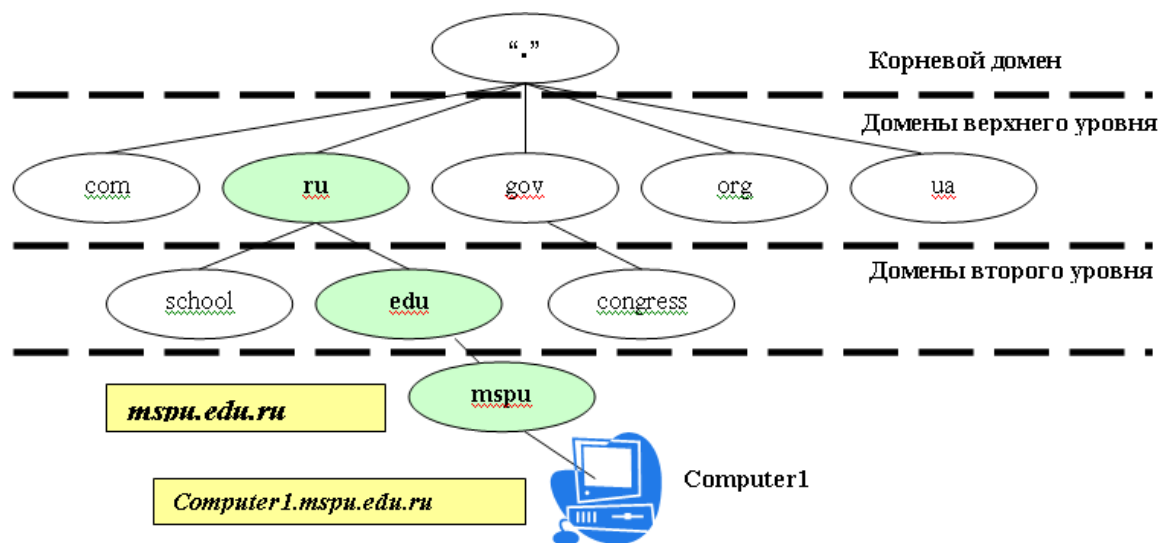 “.”
Корневой домен
Домены верхнего уровня
com
ru
gov
org
ua
Домены второго уровня
school
edu
congress
mspu
mspu.edu.ru
Computer1
Computer1.mspu.edu.ru